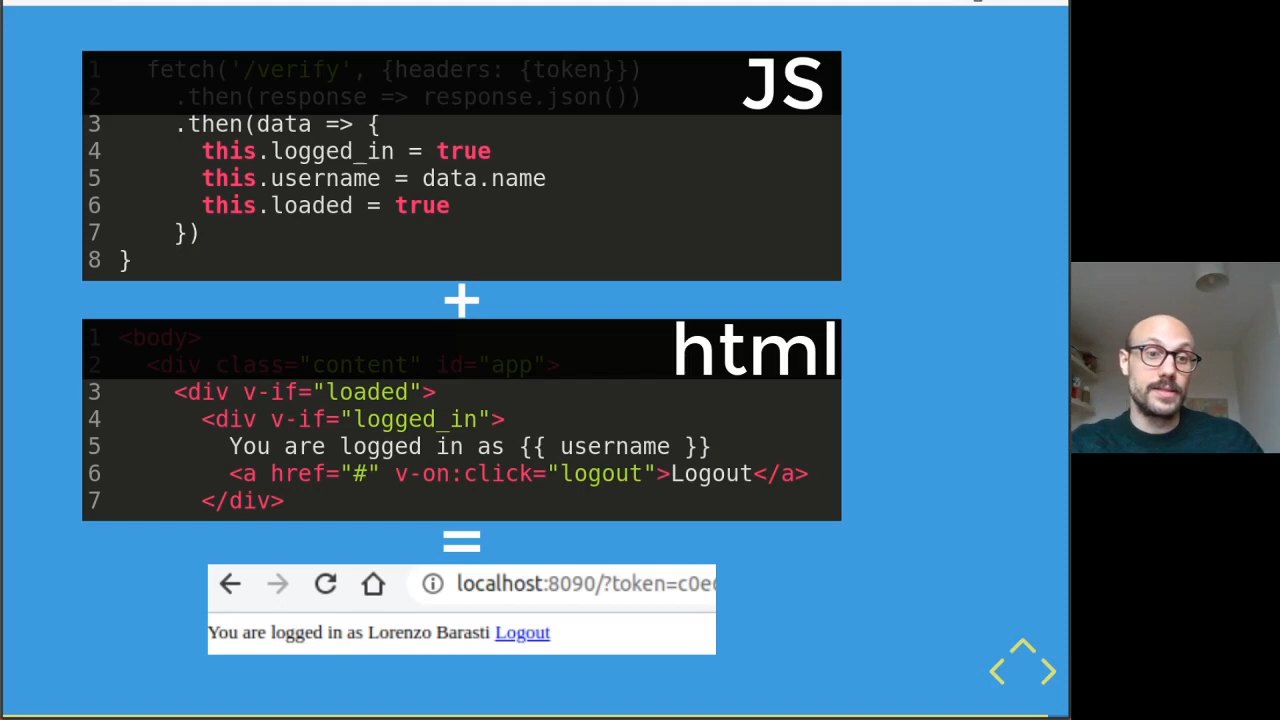 1 fetch('/verify', {headers: {token}})
JS
2 .then(response => response.json())
3 .then(data => {
4 this.logged_in = true
5 this.username = data.name
6 this.loaded = true
7 })
8 }
+
1 <body>
html
2 <div class="content" id="app">
3 <div v-if="loaded">
4 <div v-if="logged_in">
5 You are logged in as {{ username }}
6 <a href="#" v-on:click="logout">Logout</a>
7 </div>
=
localhost:8090/?token=c0e
You are logged in as Lorenzo Barasti Logout